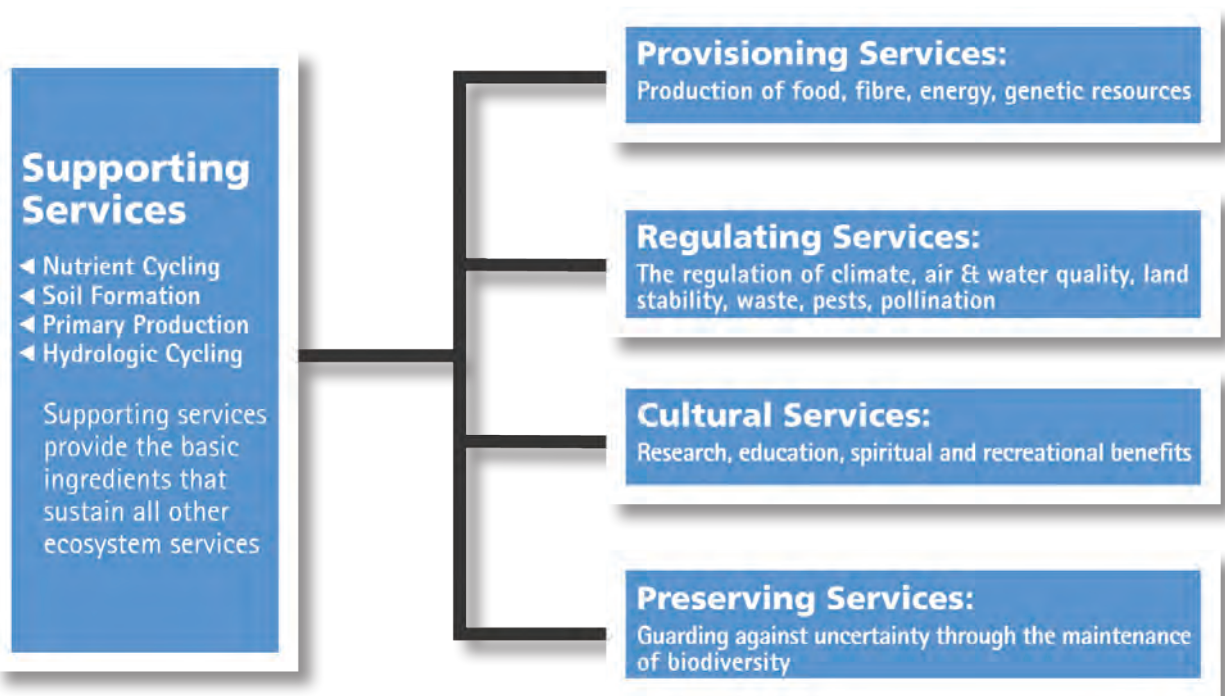 Supporting
Services
◄ Nutrient Cycling
◄ Soil Formation
◄ Primary Production
◄ Hydrologic Cycling
Supporting services
provide the basic
ingredients that
sustain all other
ecosystem services
Provisioning Services:
Production of food, fibre, energy, genetic resources
Regulating Services:
The regulation of climate, air & water quality, land
stability, waste, pests, pollination
Cultural Services:
Research, education, spiritual and recreational benefits
Preserving Services:
Guarding against uncertainty through the maintenance
of biodiversity